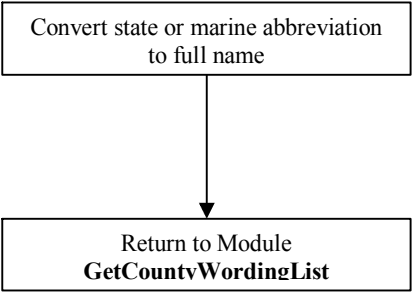 Convert state or marine abbreviation
to full name
Return to Module
GetCountyWordingList